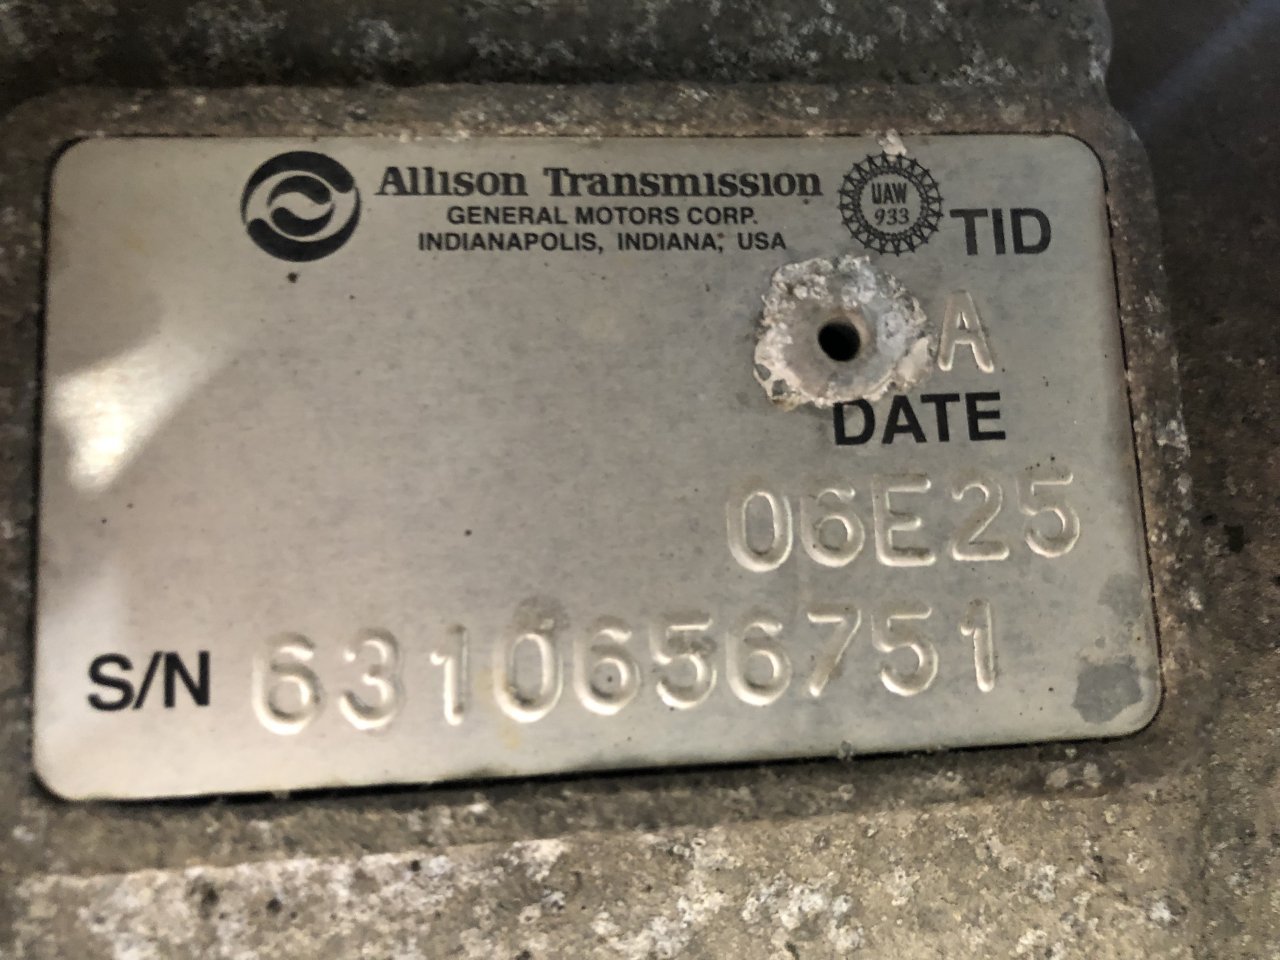 Allison Transmission
GENERAL MOTORS CORP.
INDIANAPOLIS, INDIANA, USA
UAW
933
TID
A
DATE
06E25
S/N 6310656751